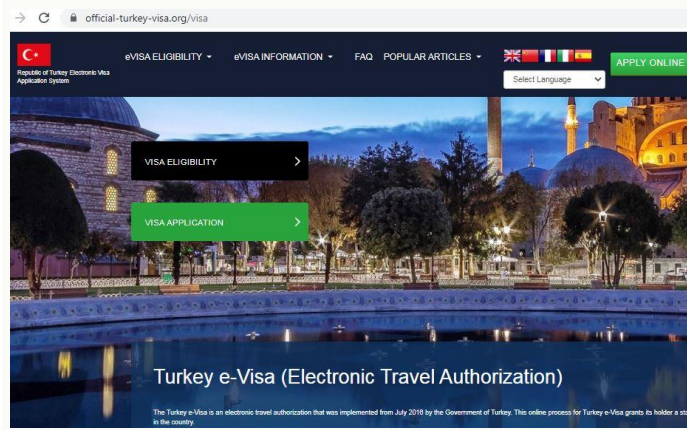 official-turkey-visa.org/visa
eVISA ELIGIBILITY
eVISA INFORMATION
FAQ
POPULAR ARTICLES
APPLY ONLINE
Republic of Turkey Electronic Visa
Application System
Select Language
VISA ELIGIBILITY
VISA APPLICATION
Turkey e-Visa (Electronic Travel Authorization)
The Turkey e-Visa is an electronic travel authorization that was implemented from July 2016 by the Government of Turkey. This online process for Turkey e-Visa grants its holder a sta
in the country.